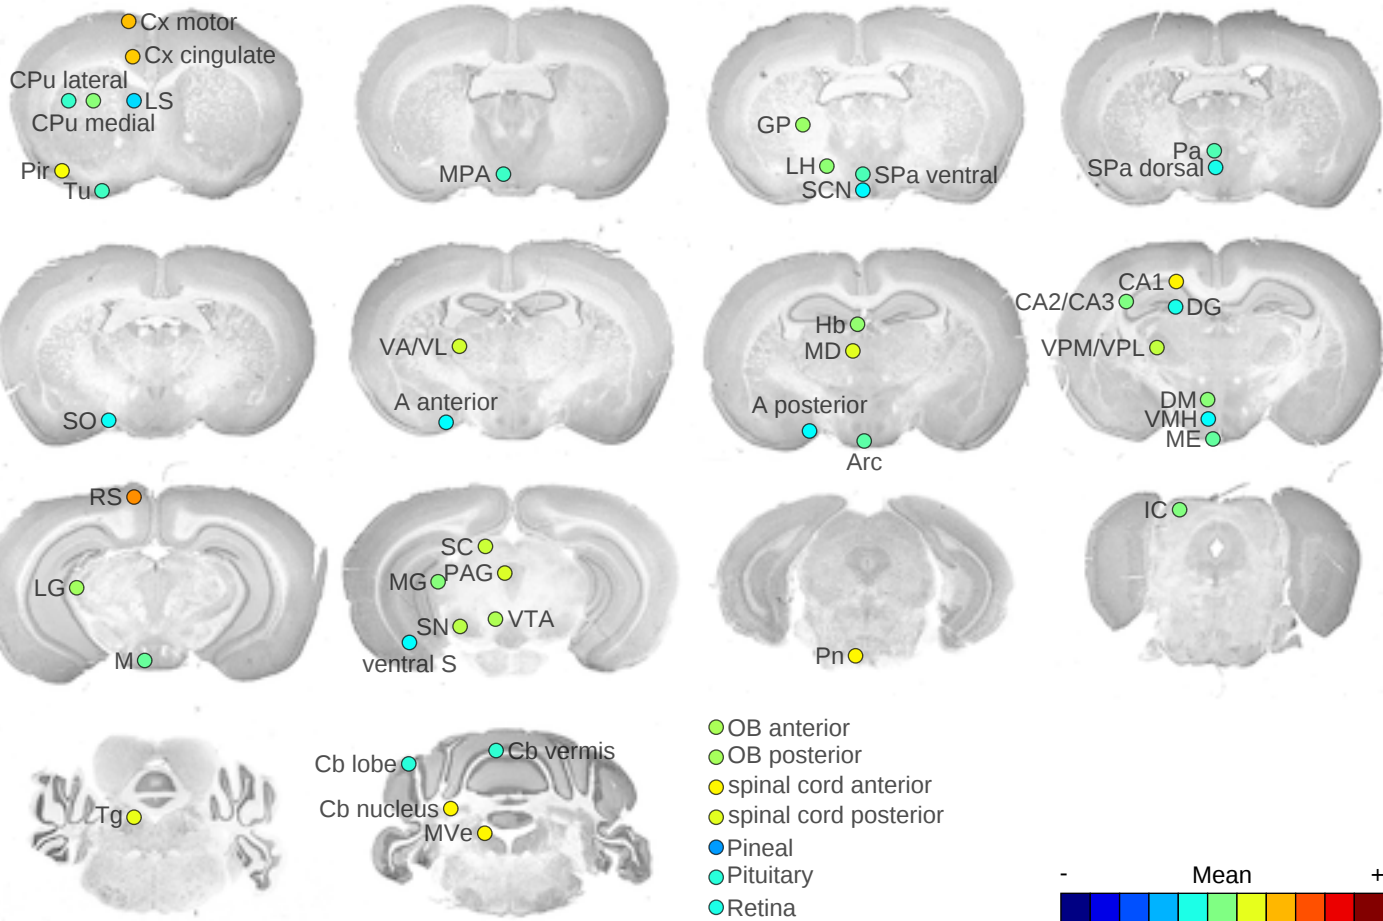 Cx motor
Cx cingulate
CPu lateral
LS
CPu medial
Pir
Tu
MPA
GP
LH
SPa ventral
SCN
Pa
SPa dorsal
SO
VA/VL
A anterior
Hb
MD
A posterior
Arc
CA1
CA2/CA3
DG
VPM/VPL
DM
VMH
ME
RS
LG
M
SC
PAG
MG
SN
VTA
ventral S
Pn
IC
Tg
Cb vermis
Cb lobe
Cb nucleus
MVe
OB anterior
OB posterior
spinal cord anterior
spinal cord posterior
Pineal
Pituitary
Retina
- Mean +